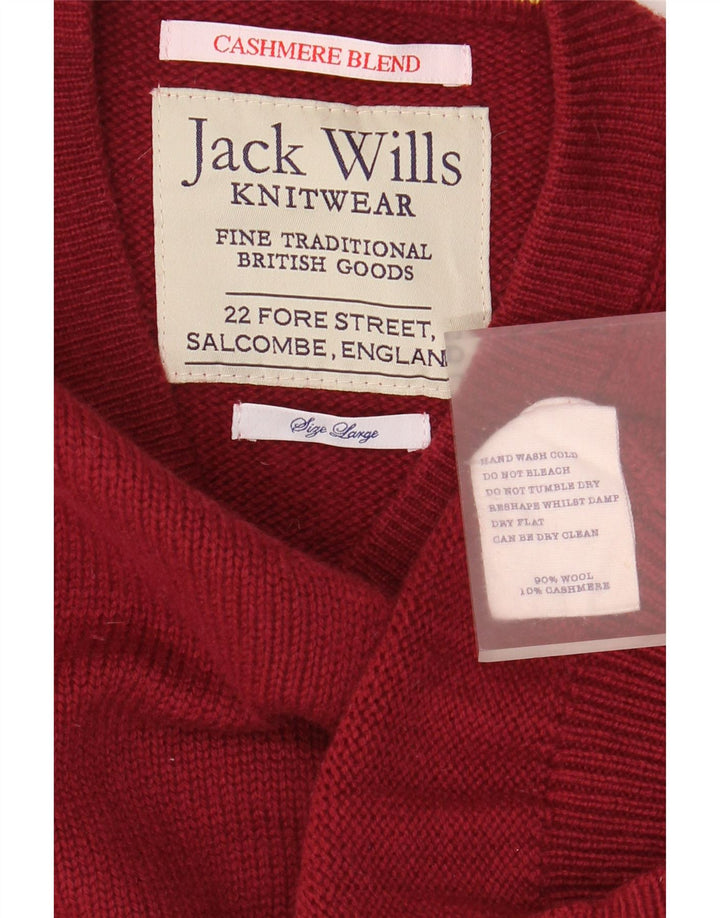 CASHMERE BLEND
Jack Wills
KNITWEAR
FINE TRADITIONAL
BRITISH GOODS
22 FORE STREET,
SALCOMBE, ENGLAND
Size Large
HAND WASH COLD
DO NOT BLEACH
DO NOT TUMBLE DRY
RESHAPE WHILST DAMP
DRY FLAT
CAN BE DRY CLEAN
90% WOOL
10% CASHMERE